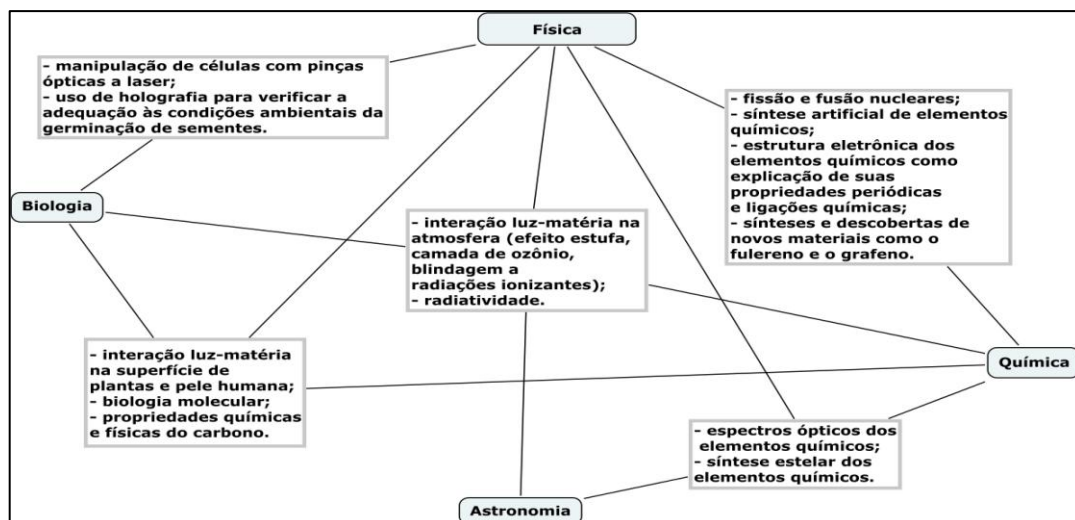 Física
- manipulação de células com pinças
ópticas a laser;
- uso de holografia para verificar a
adequação às condições ambientais da
germinação de sementes.
- fissão e fusão nucleares;
- síntese artificial de elementos
químicos;
- estrutura eletrônica dos
elementos químicos como
explicação de suas
propriedades periódicas
e ligações químicas;
- sínteses e descobertas de
novos materiais como o
fulereno e o grafeno.
Biologia
- interação luz-matéria na
atmosfera (efeito estufa,
camada de ozônio,
blindagem a
radiações ionizantes);
- radiatividade.
- interação luz-matéria
na superfície de
plantas e pele humana;
- biologia molecular;
- propriedades químicas
e físicas do carbono.
Química
- espectros ópticos dos
elementos químicos;
- síntese estelar dos
elementos químicos.
Astronomia